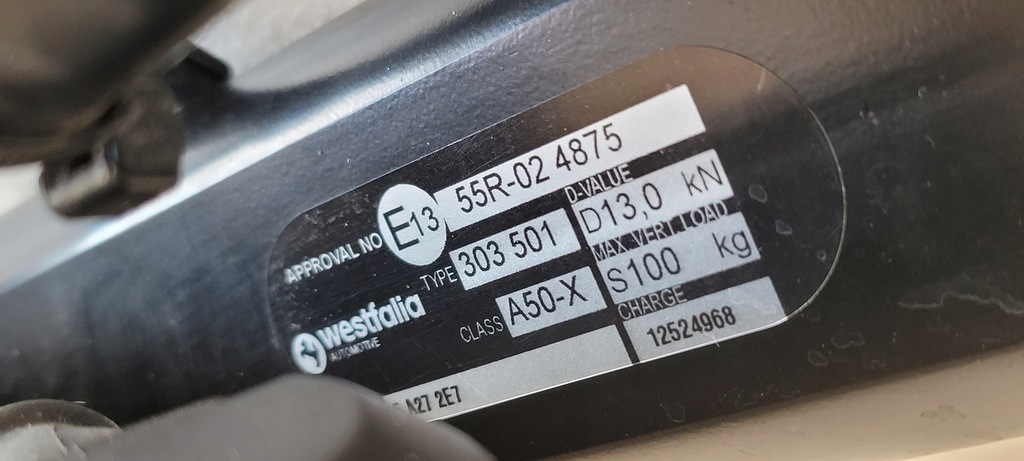 APPROVAL NO E13 55R-02 4875
TYPE 303 501
D-VALUE
D13,0 kN
westfalia
AUTOMOTIVE
CLASS A50-X
MAX. VERT LOAD
S100 kg
CHARGE
12524968
A27 2E7